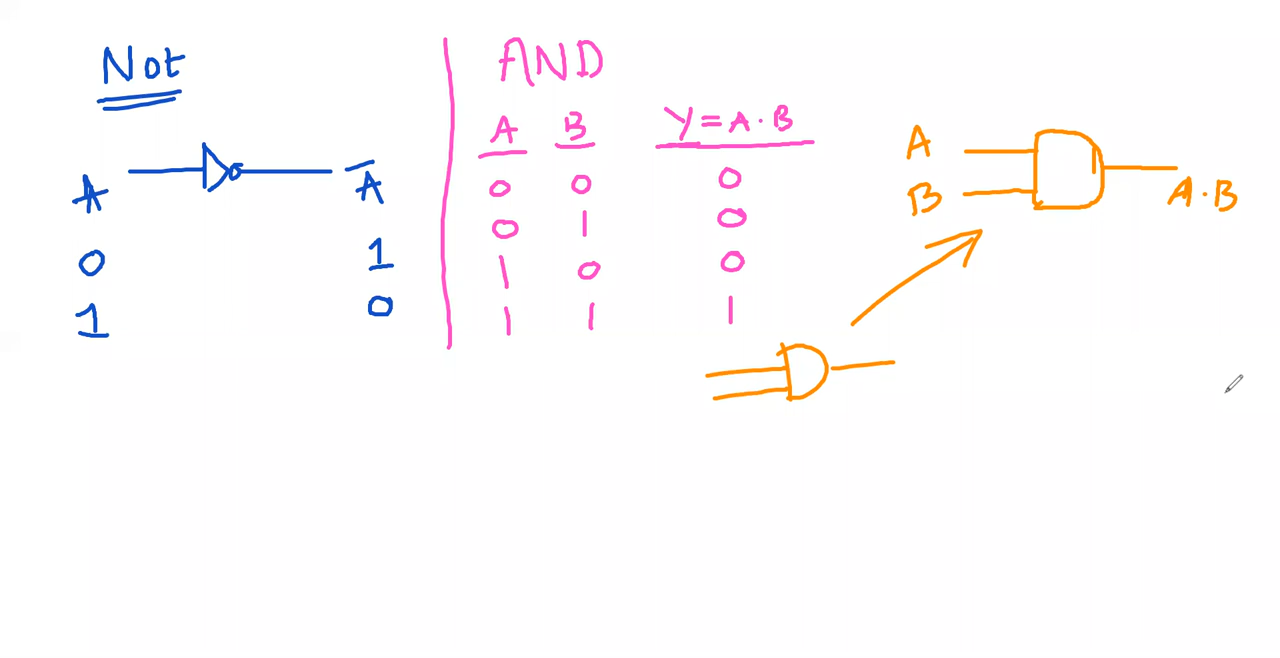 Not
A Ā
0 1
1 0
AND
A B Y = A · B
0 0 0
0 1 0
1 0 0
1 1 1
A
B
A · B